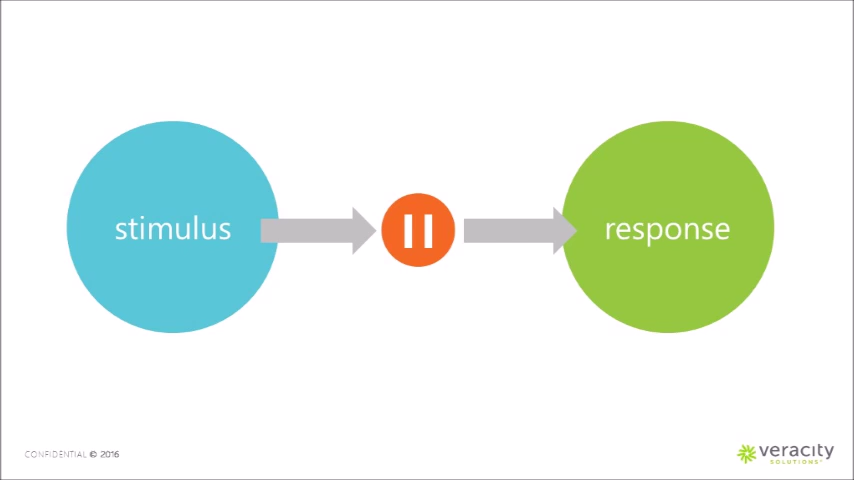 stimulus
response
CONFIDENTIAL © 2016
veracity
SOLUTIONS